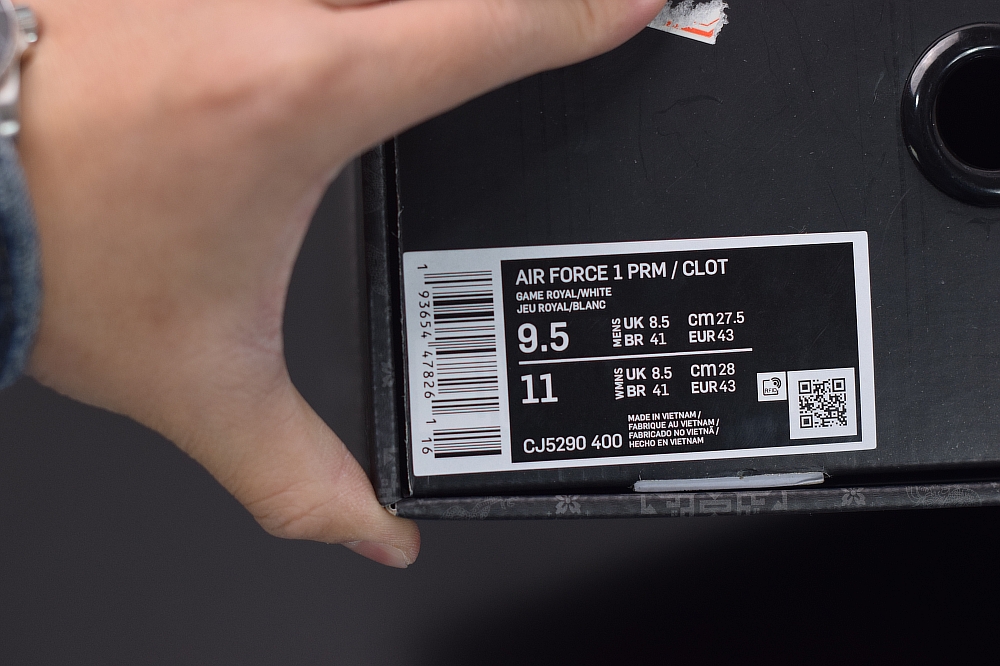 AIR FORCE 1 PRM / CLOT
GAME ROYAL/WHITE
JEU ROYAL/BLANC
9.5 MENS UK 8.5 CM 27.5
BR 41 EUR 43
11 WMNS UK 8.5 CM 28
BR 41 EUR 43
RFID
CJ5290 400
MADE IN VIETNAM /
FABRIQUE AU VIETNAM /
FABRICADO NO VIETNÃ /
HECHO EN VIETNAM
1 93654 47826 1 16